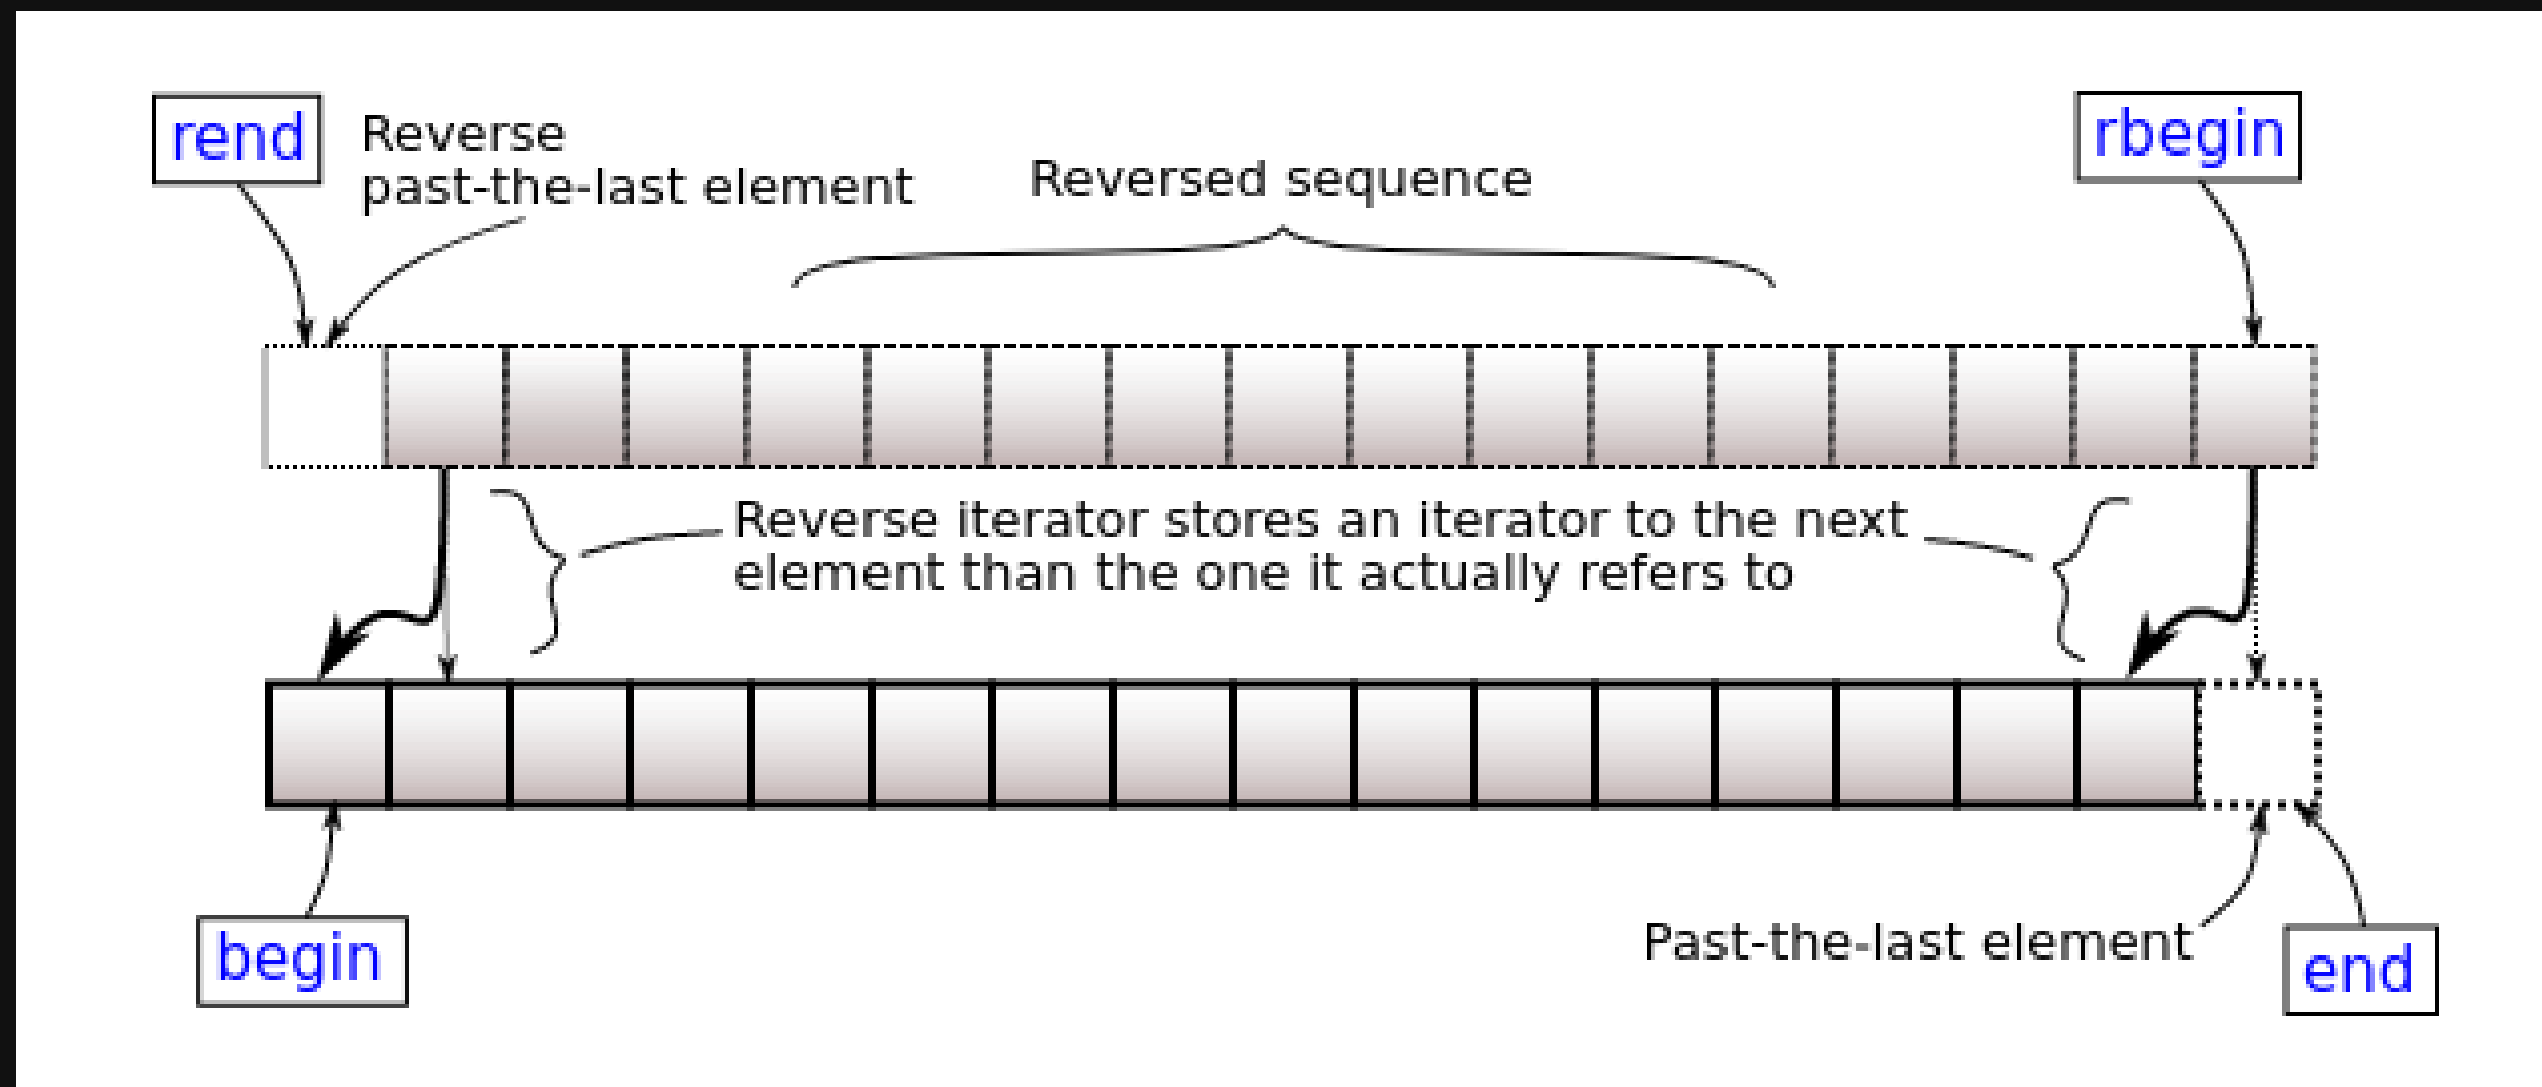 rend
Reverse
past-the-last element
Reversed sequence
rbegin
Reverse iterator stores an iterator to the next
element than the one it actually refers to
begin
Past-the-last element
end